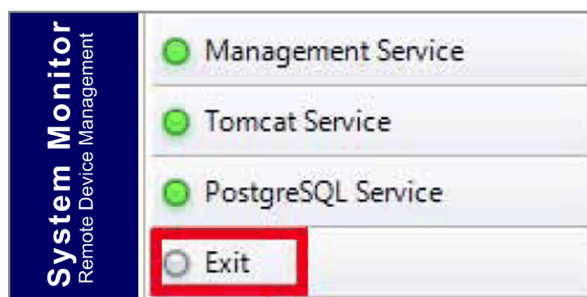 System Monitor
Remote Device Management
Management Service
Tomcat Service
PostgreSQL Service
Exit